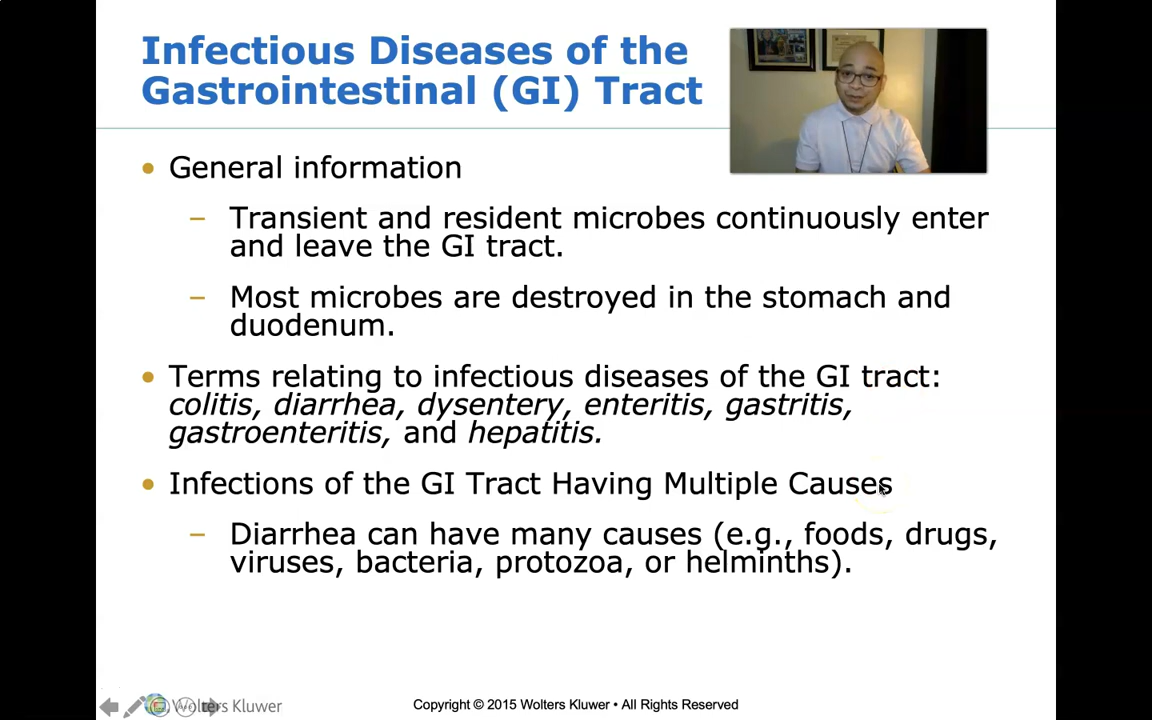 Infectious Diseases of the
Gastrointestinal (GI) Tract
• General information
– Transient and resident microbes continuously enter
and leave the GI tract.
– Most microbes are destroyed in the stomach and
duodenum.
• Terms relating to infectious diseases of the GI tract:
colitis, diarrhea, dysentery, enteritis, gastritis,
gastroenteritis, and hepatitis.
• Infections of the GI Tract Having Multiple Causes
– Diarrhea can have many causes (e.g., foods, drugs,
viruses, bacteria, protozoa, or helminths).
Wolters Kluwer
Copyright © 2015 Wolters Kluwer • All Rights Reserved